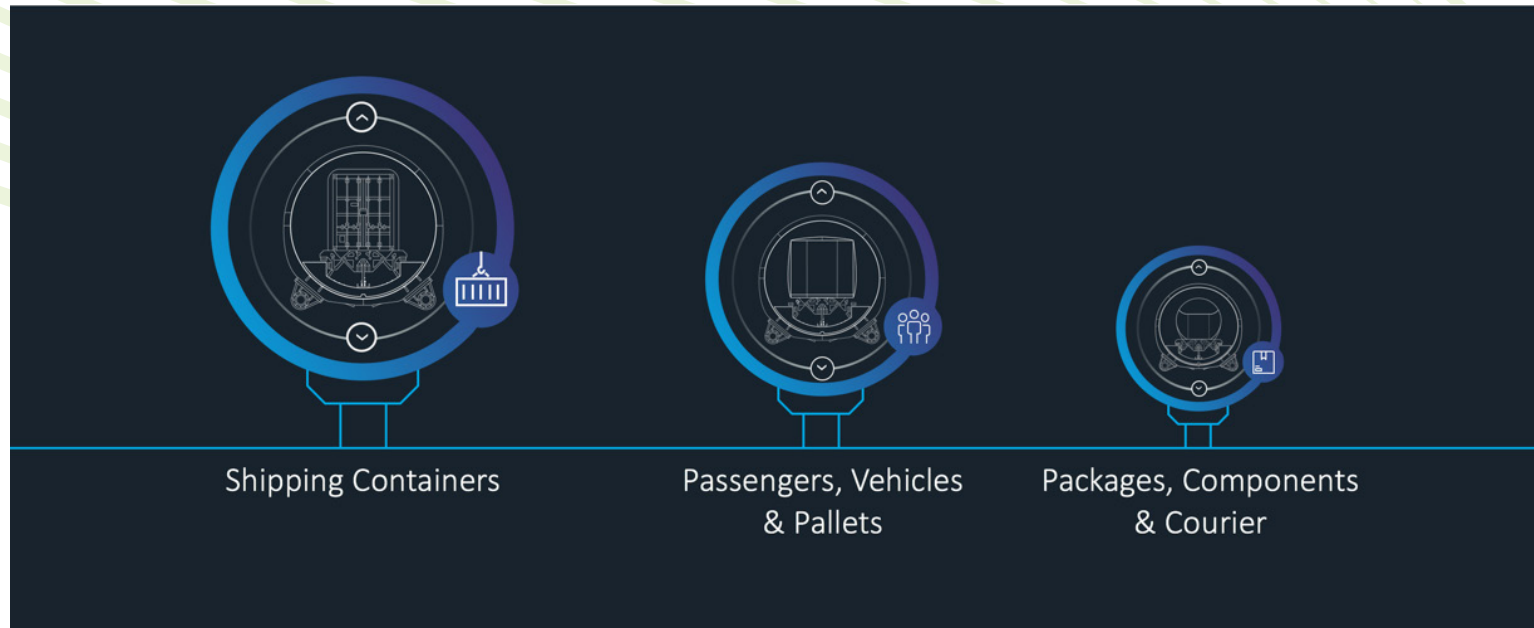 Shipping Containers
Passengers, Vehicles
& Pallets
Packages, Components
& Courier